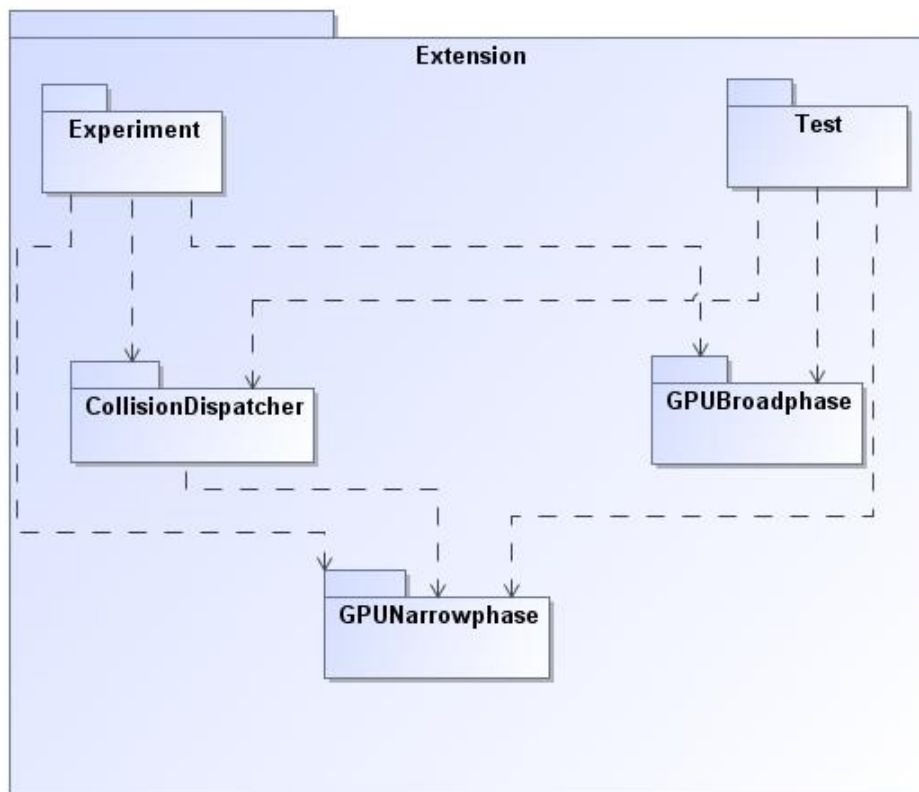 Extension
Experiment
Test
CollisionDispatcher
GPUBroadphase
GPUNarrowphase